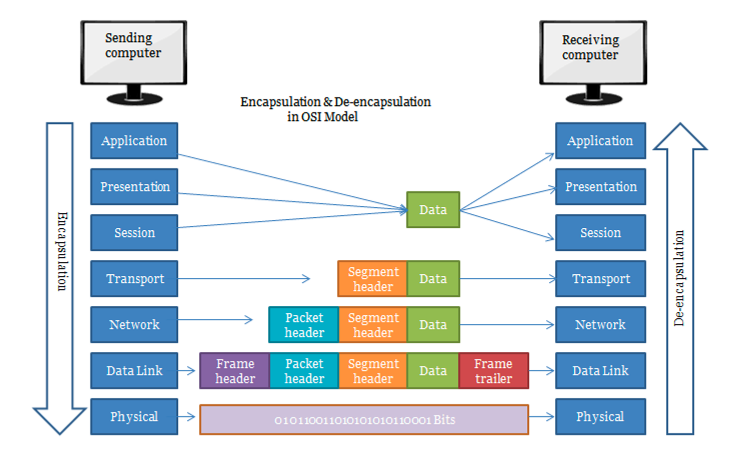 Sending
computer
Receiving
computer
Encapsulation & De-encapsulation
in OSI Model
Application
Application
Presentation
Data
Presentation
Session
Session
Encapsulation
De-encapsulation
Transport
Segment
header
Data
Transport
Network
Packet
header
Segment
header
Data
Network
Data Link
Frame
header
Packet
header
Segment
header
Data
Frame
trailer
Data Link
Physical
01011001101010101011 0001 Bits
Physical